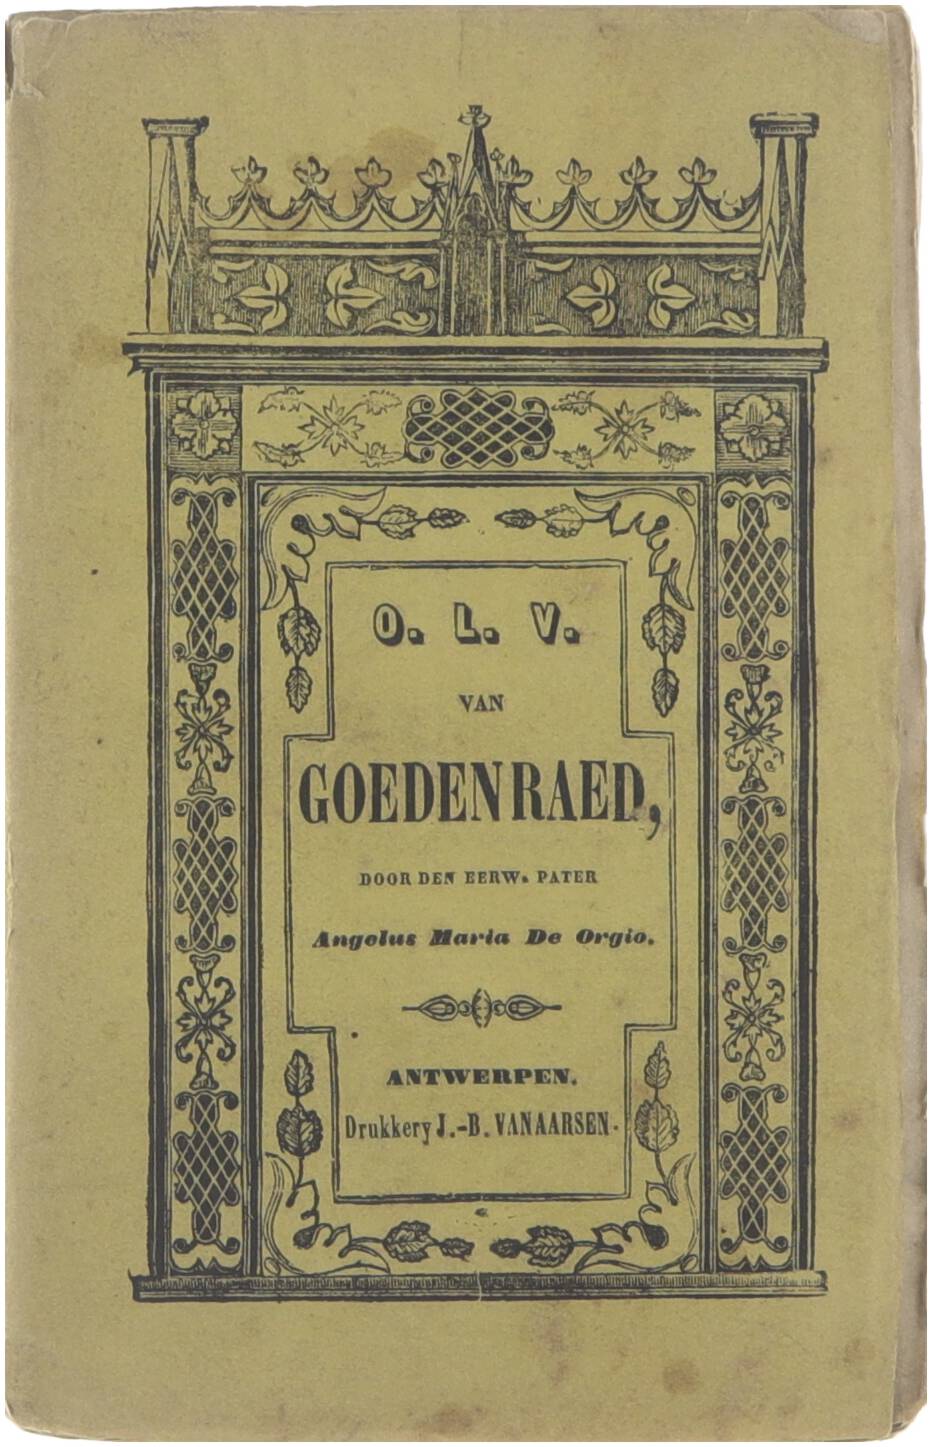 O. L. V.
VAN
GOEDENRAED,
DOOR DEN EERW. PATER
Angelus Maria De Orgio.
ANTWERPEN.
Drukkery J.-B. VANAARSEN.